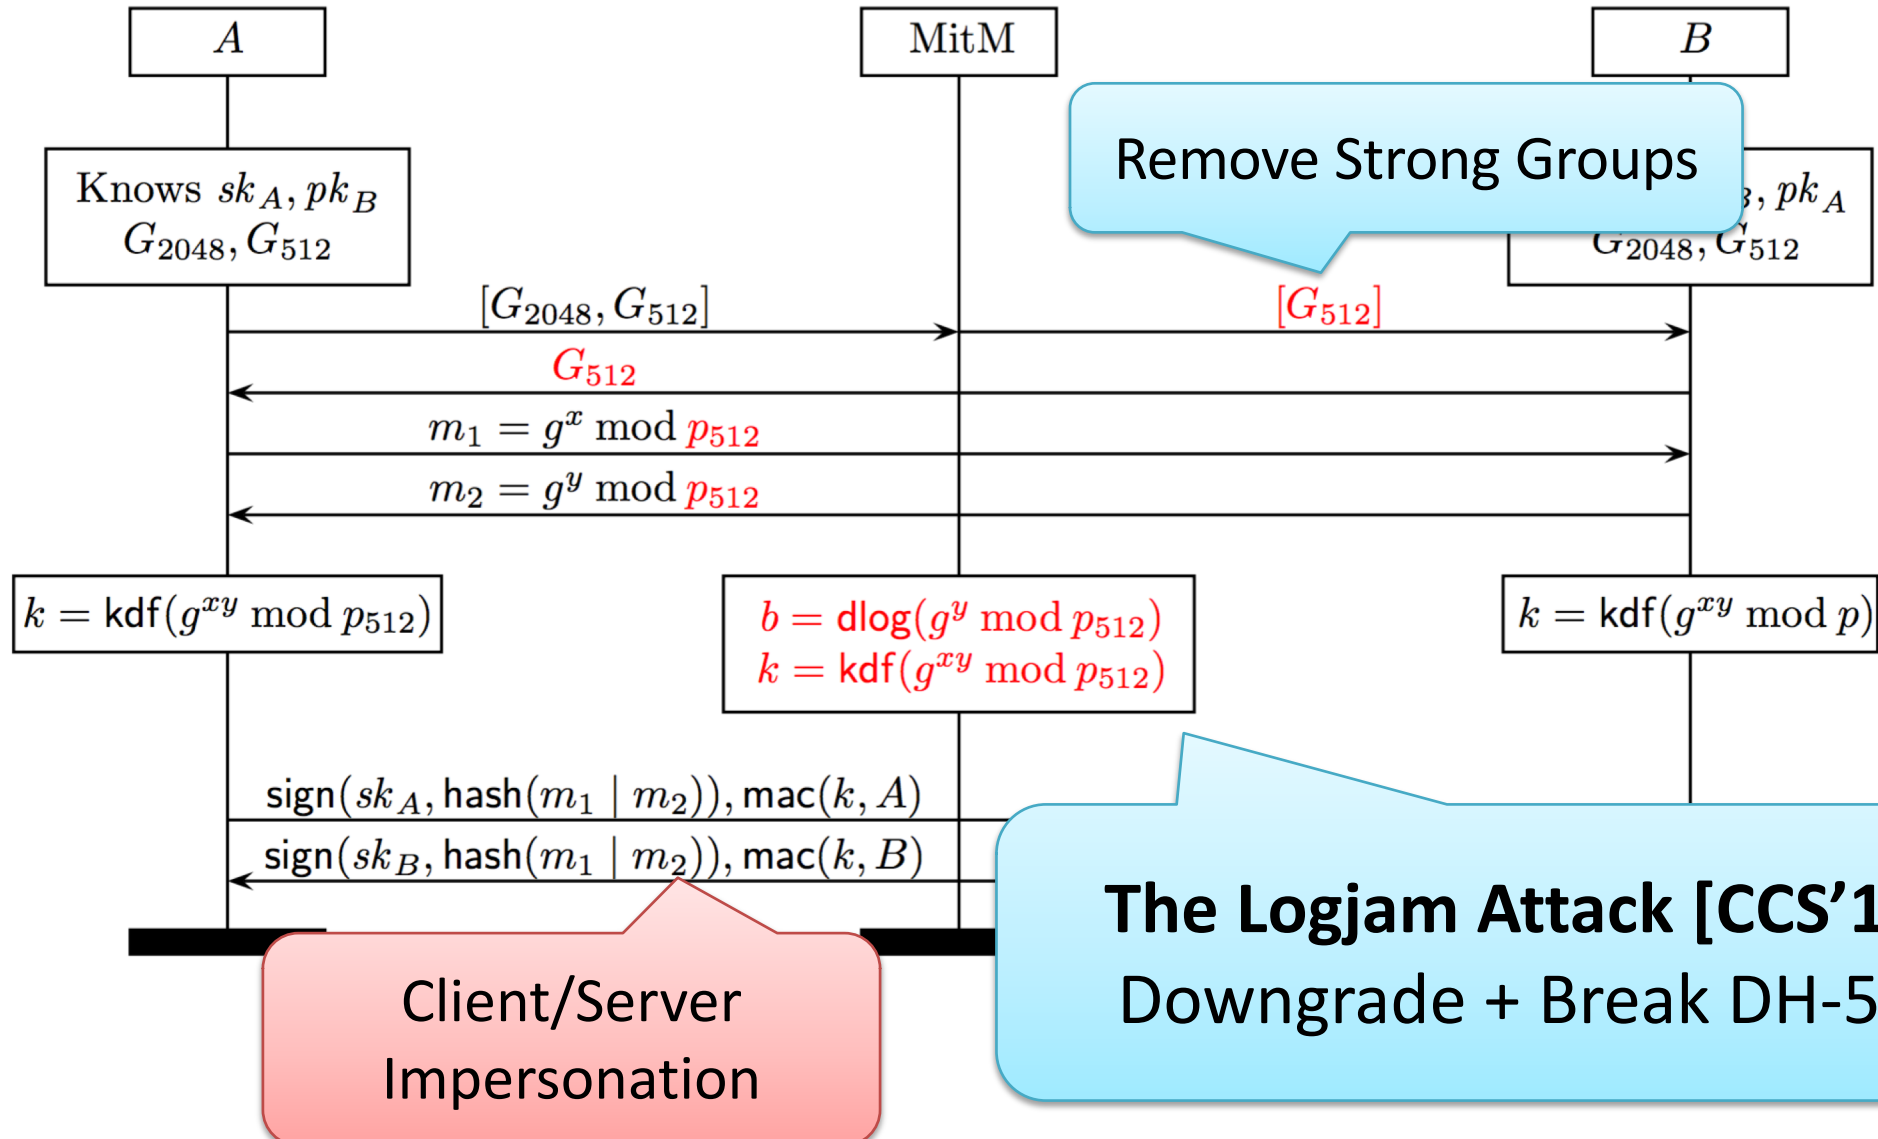 A
MitM
B
Remove Strong Groups
Knows sk_A, pk_B
G_2048, G_512
, pk_A
G_2048, G_512
[G_2048, G_512]
[G_512]
G_512
m_1 = g^x mod p_512
m_2 = g^y mod p_512
k = kdf(g^xy mod p_512)
b = dlog(g^y mod p_512)
k = kdf(g^xy mod p_512)
k = kdf(g^xy mod p)
sign(sk_A, hash(m_1 | m_2)), mac(k, A)
sign(sk_B, hash(m_1 | m_2)), mac(k, B)
The Logjam Attack [CCS’1
Downgrade + Break DH-5
Client/Server
Impersonation